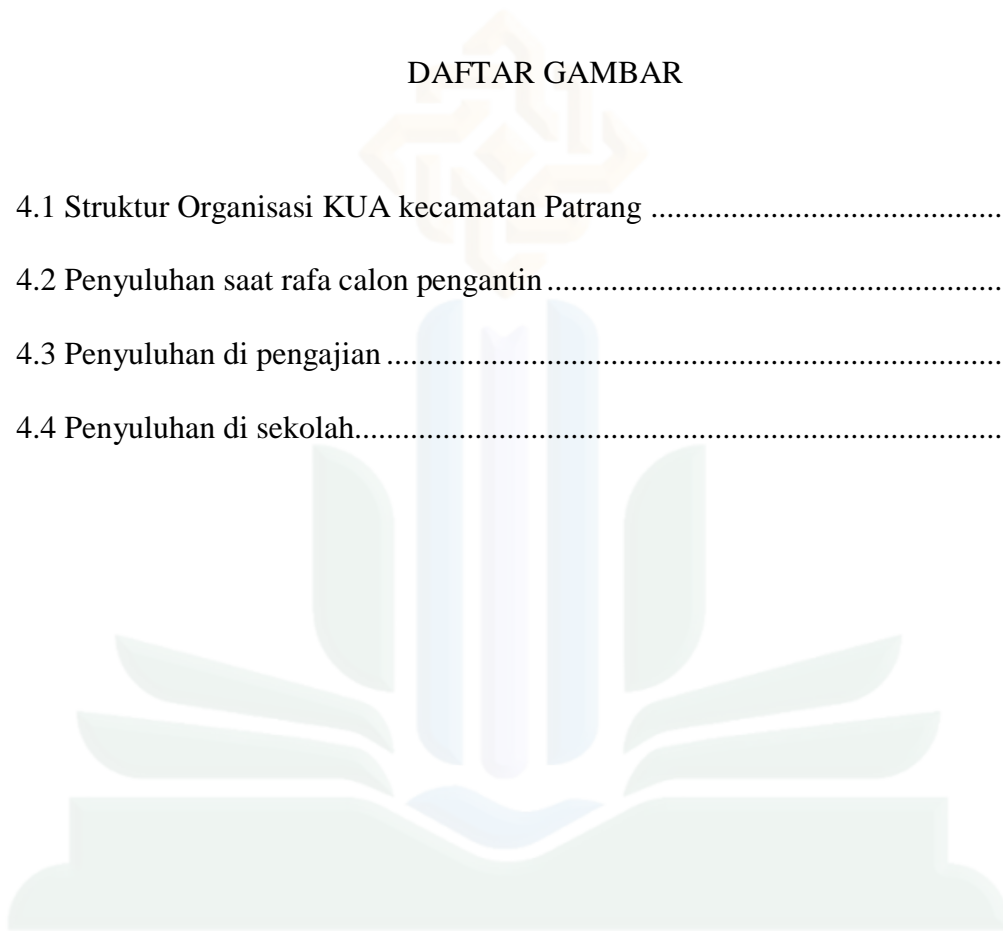 DAFTAR GAMBAR
4.1 Struktur Organisasi KUA kecamatan Patrang ............................................
4.2 Penyuluhan saat rafa calon pengantin.........................................................
4.3 Penyuluhan di pengajian.............................................................................
4.4 Penyuluhan di sekolah.................................................................................